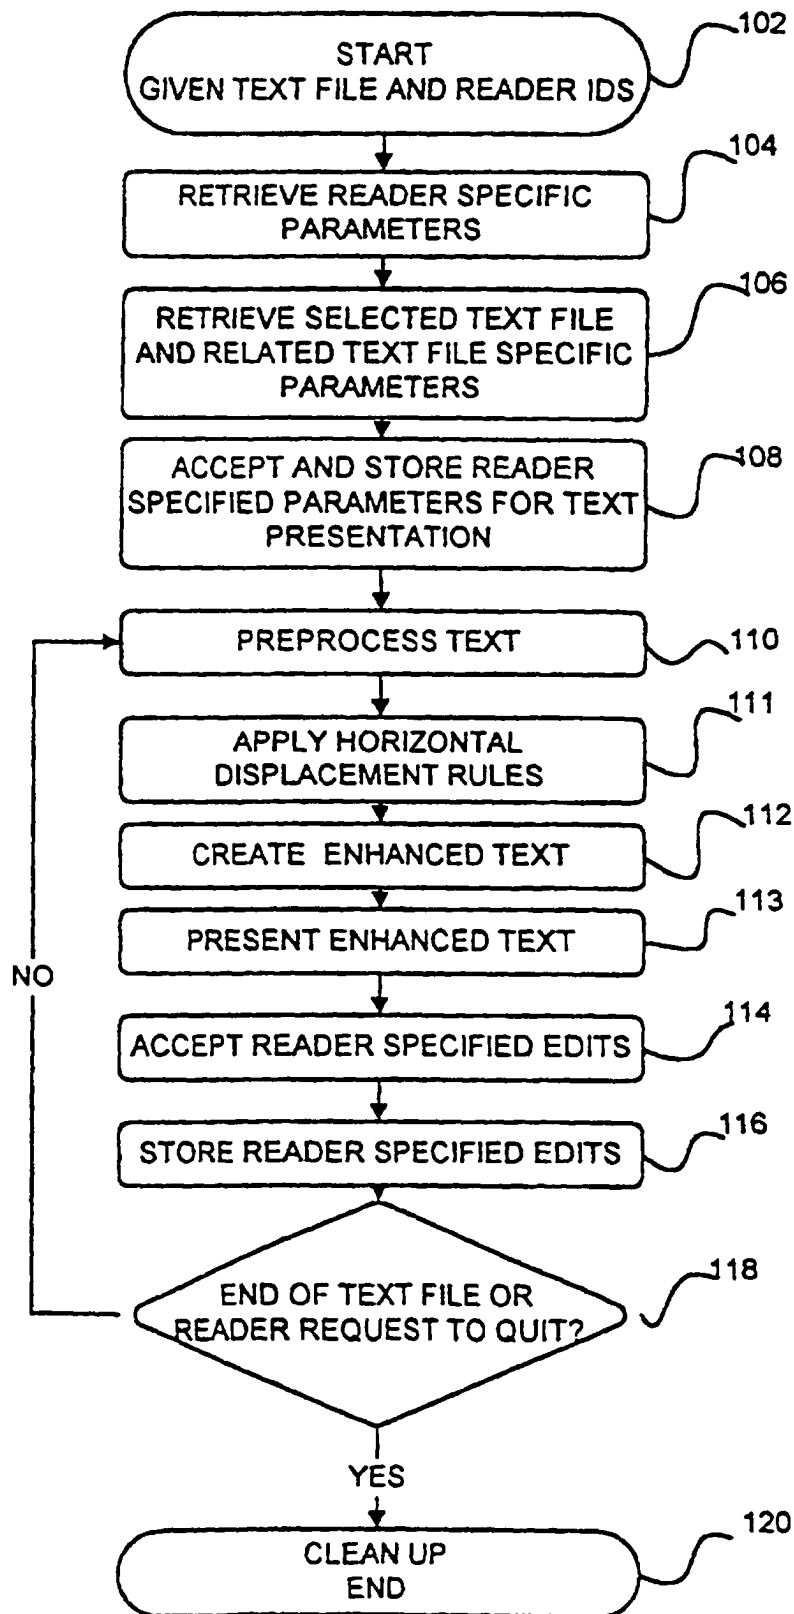 START
GIVEN TEXT FILE AND READER IDS
102
RETRIEVE READER SPECIFIC
PARAMETERS
104
RETRIEVE SELECTED TEXT FILE
AND RELATED TEXT FILE SPECIFIC
PARAMETERS
106
ACCEPT AND STORE READER
SPECIFIED PARAMETERS FOR TEXT
PRESENTATION
108
PREPROCESS TEXT
110
APPLY HORIZONTAL
DISPLACEMENT RULES
111
CREATE ENHANCED TEXT
112
PRESENT ENHANCED TEXT
113
NO
ACCEPT READER SPECIFIED EDITS
114
STORE READER SPECIFIED EDITS
116
END OF TEXT FILE OR
READER REQUEST TO QUIT?
118
YES
CLEAN UP
END
120